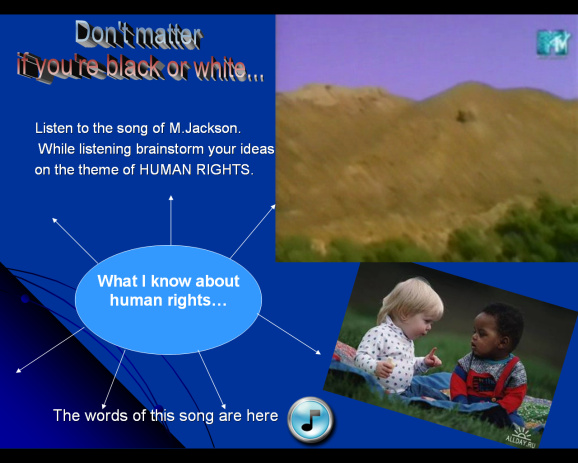 Don't matter
if you're black or white...
Listen to the song of M.Jackson.
While listening brainstorm your ideas
on the theme of HUMAN RIGHTS.
What I know about
human rights…
The words of this song are here
MTV
ALLDAY.RU